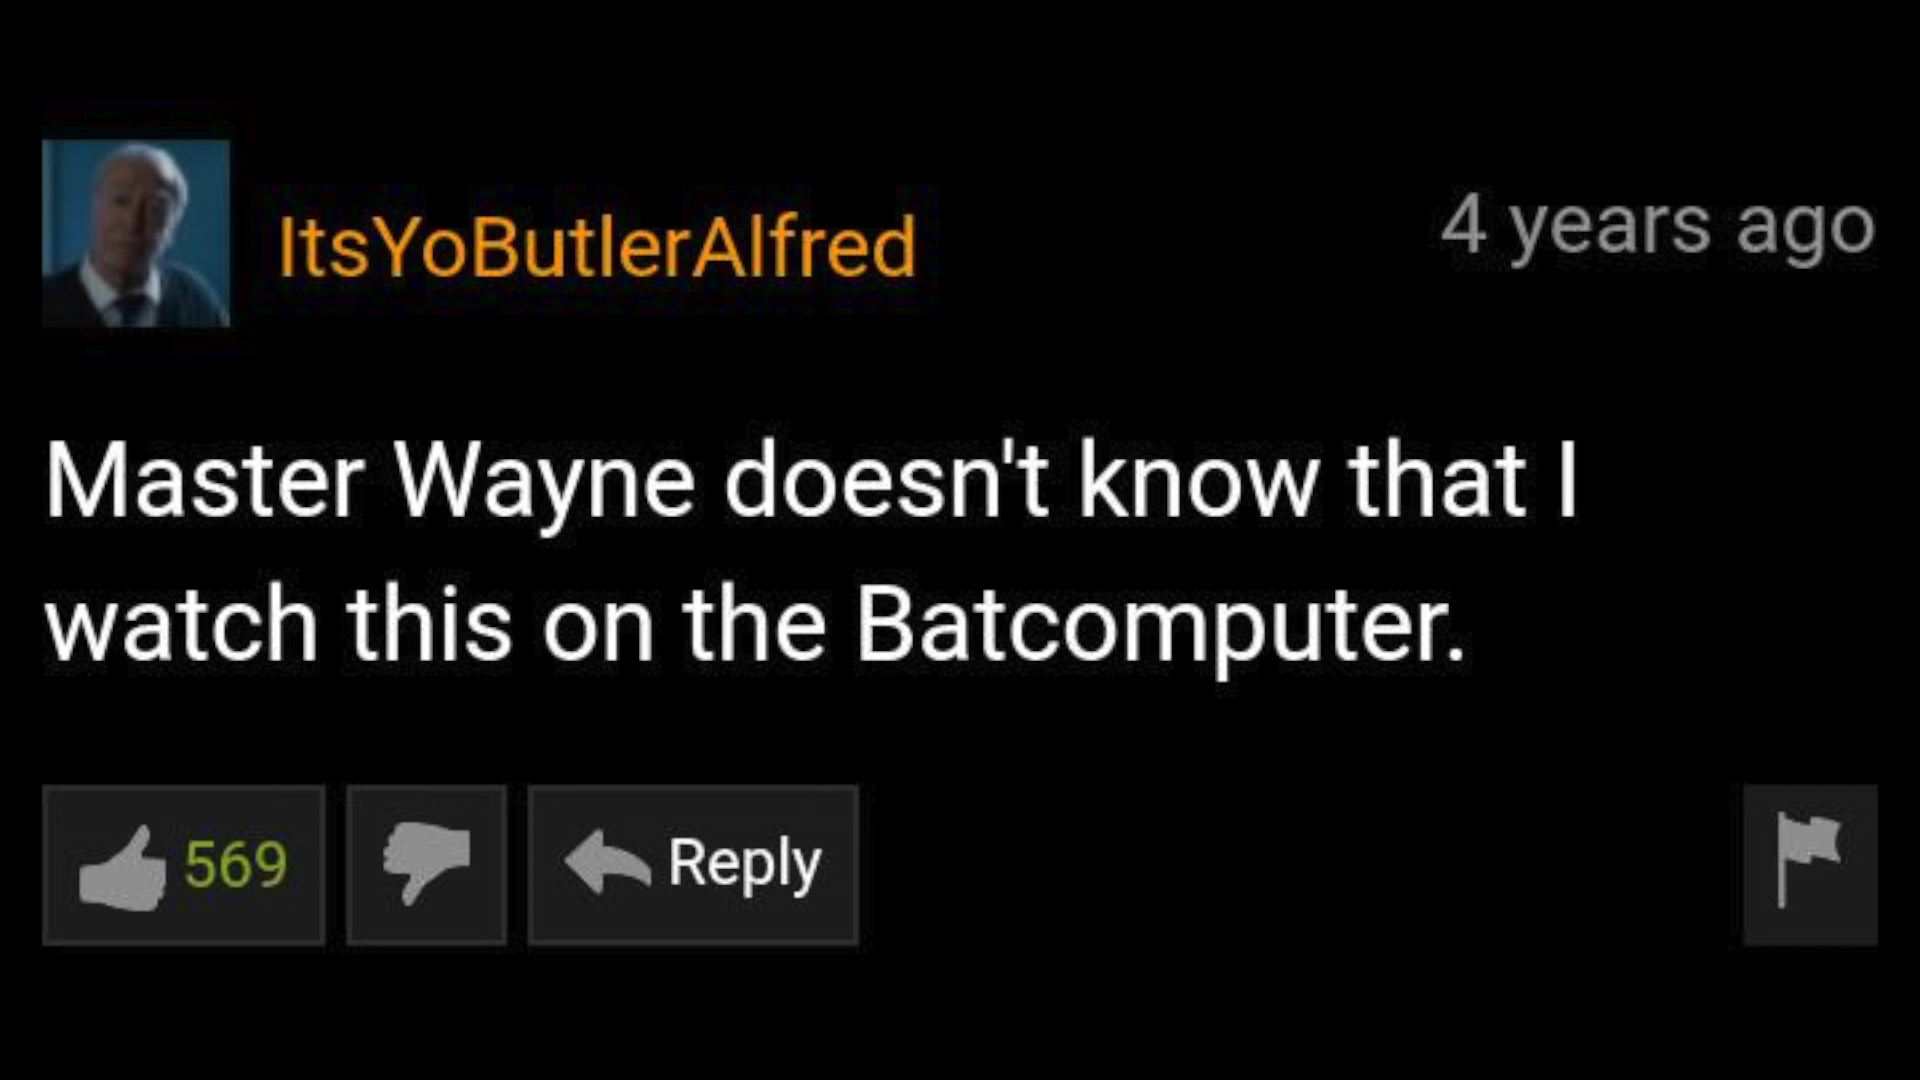 ItsYoButlerAlfred
4 years ago
Master Wayne doesn't know that I
watch this on the Batcomputer.
569
Reply